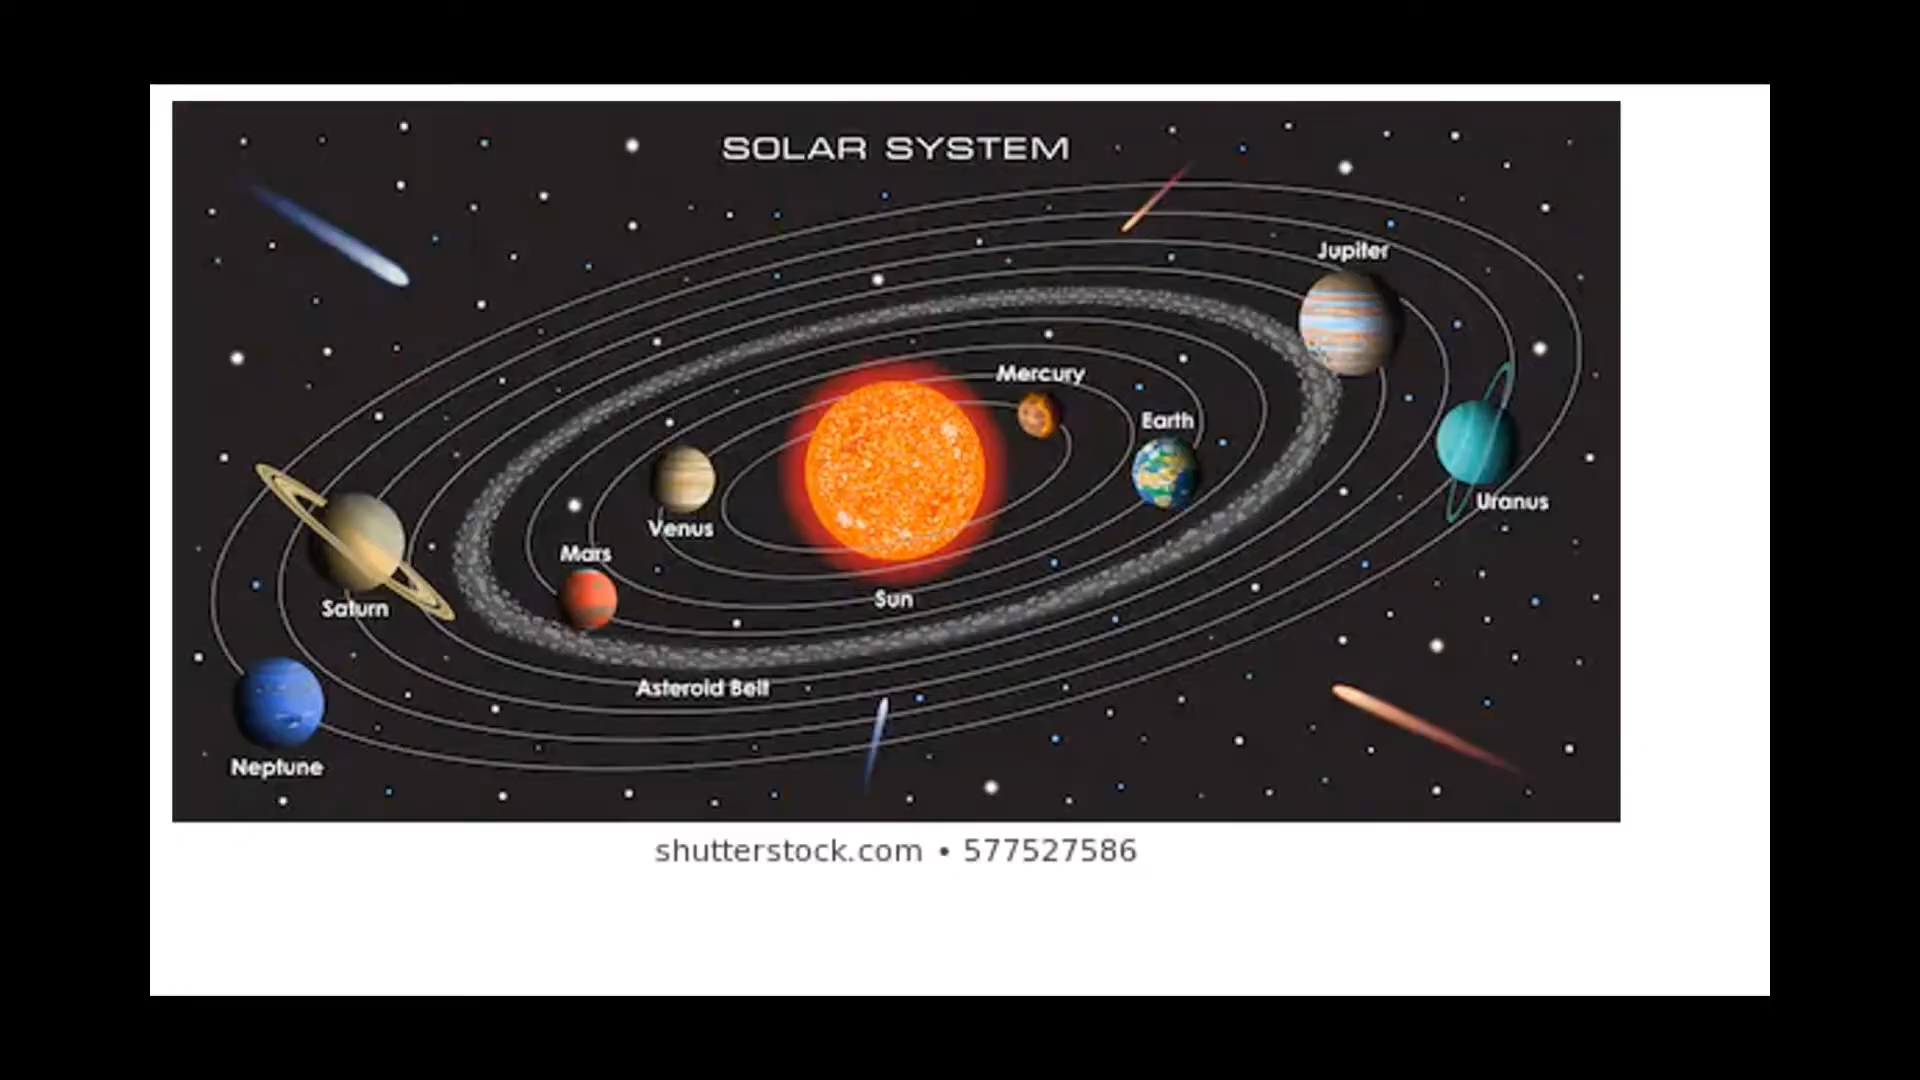 SOLAR SYSTEM
Jupiter
Mercury
Earth
Uranus
Venus
Mars
Sun
Saturn
Asteroid Belt
Neptune
shutterstock.com • 577527586